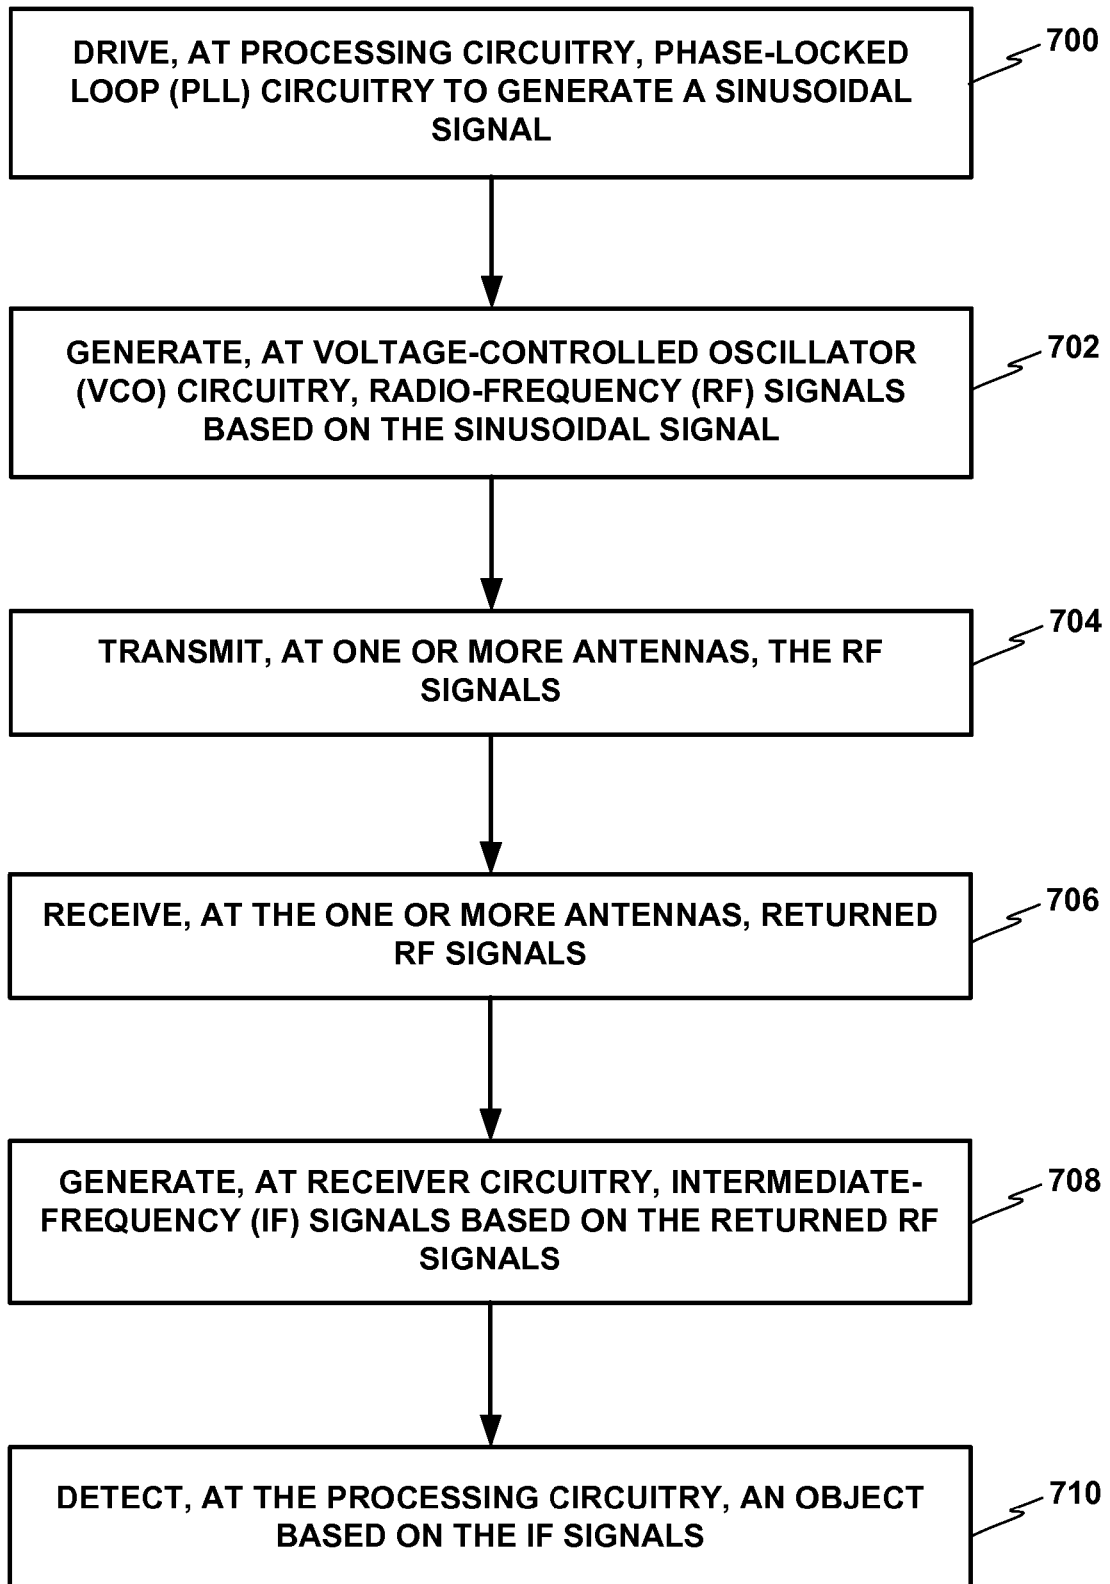 DRIVE, AT PROCESSING CIRCUITRY, PHASE-LOCKED
LOOP (PLL) CIRCUITRY TO GENERATE A SINUSOIDAL
SIGNAL
700
GENERATE, AT VOLTAGE-CONTROLLED OSCILLATOR
(VCO) CIRCUITRY, RADIO-FREQUENCY (RF) SIGNALS
BASED ON THE SINUSOIDAL SIGNAL
702
TRANSMIT, AT ONE OR MORE ANTENNAS, THE RF
SIGNALS
704
RECEIVE, AT THE ONE OR MORE ANTENNAS, RETURNED
RF SIGNALS
706
GENERATE, AT RECEIVER CIRCUITRY, INTERMEDIATE-
FREQUENCY (IF) SIGNALS BASED ON THE RETURNED RF
SIGNALS
708
DETECT, AT THE PROCESSING CIRCUITRY, AN OBJECT
BASED ON THE IF SIGNALS
710